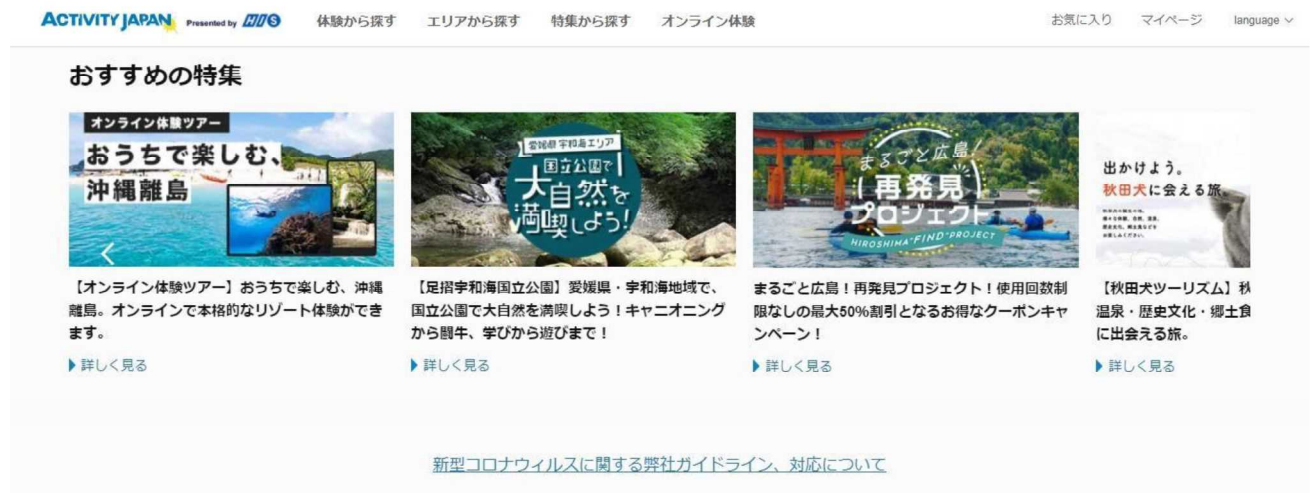 ACTIVITY JAPAN Presented by HIS 体験から探す エリアから探す 特集から探す オンライン体験 お気に入り マイページ language
おすすめの特集
オンライン体験ツアー
おうちで楽しむ、
沖縄離島
愛媛県 宇和海エリア
国立公園で
大自然を
満喫しよう!
まるごと広島!
再発見
プロジェクト
HIROSHIMA FIND PROJECT
出かけよう。
秋田犬に会える旅。
【オンライン体験ツアー】おうちで楽しむ、沖縄
離島。オンラインで本格的なリゾート体験ができ
ます。
詳しく見る
【足摺宇和海国立公園】愛媛県・宇和海地域で、
国立公園で大自然を満喫しよう!キャニオニング
から闘牛、学びから遊びまで!
詳しく見る
まるごと広島!再発見プロジェクト!使用回数制
限なしの最大50%割引となるお得なクーポンキャ
ンペーン!
詳しく見る
【秋田犬ツーリズム】秋
温泉・歴史文化・郷土食
に出会える旅。
詳しく見る
新型コロナウィルスに関する弊社ガイドライン、対応について